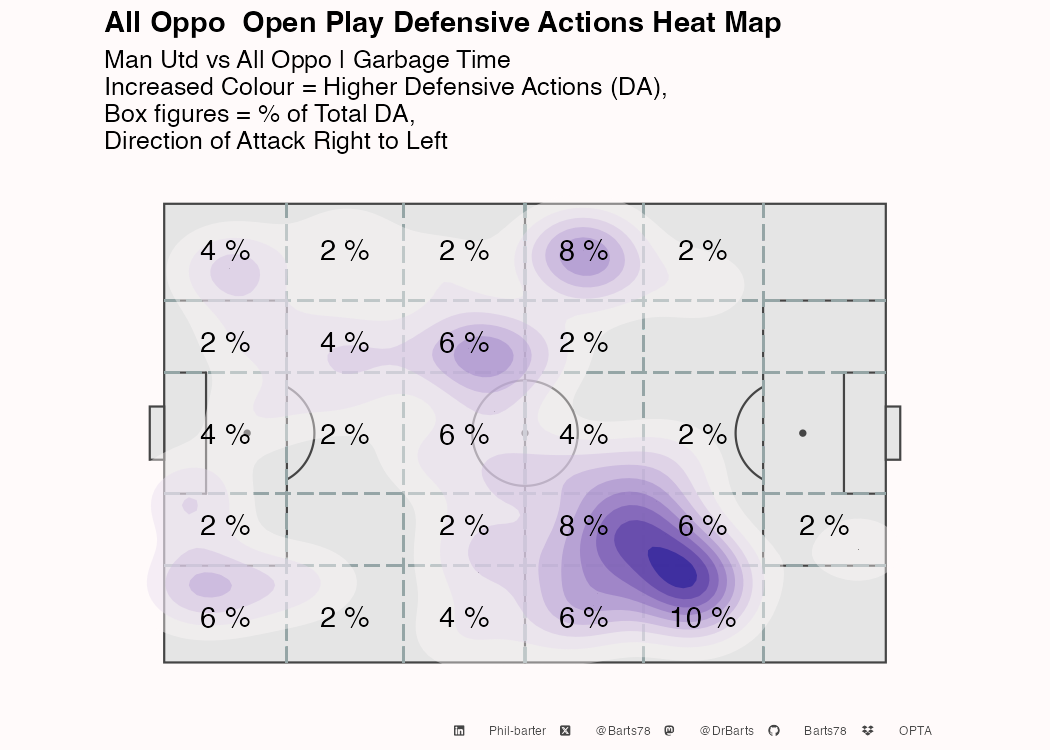 All Oppo  Open Play Defensive Actions Heat Map
Man Utd vs All Oppo | Garbage Time
Increased Colour = Higher Defensive Actions (DA),
Box figures = % of Total DA,
Direction of Attack Right to Left
4 % 2 % 2 % 8 % 2 %
2 % 4 % 6 % 2 %
4 % 2 % 6 % 4 % 2 %
2 % 2 % 8 % 6 % 2 %
6 % 2 % 4 % 6 % 10 %
Phil-barter @Barts78 @DrBarts Barts78 OPTA